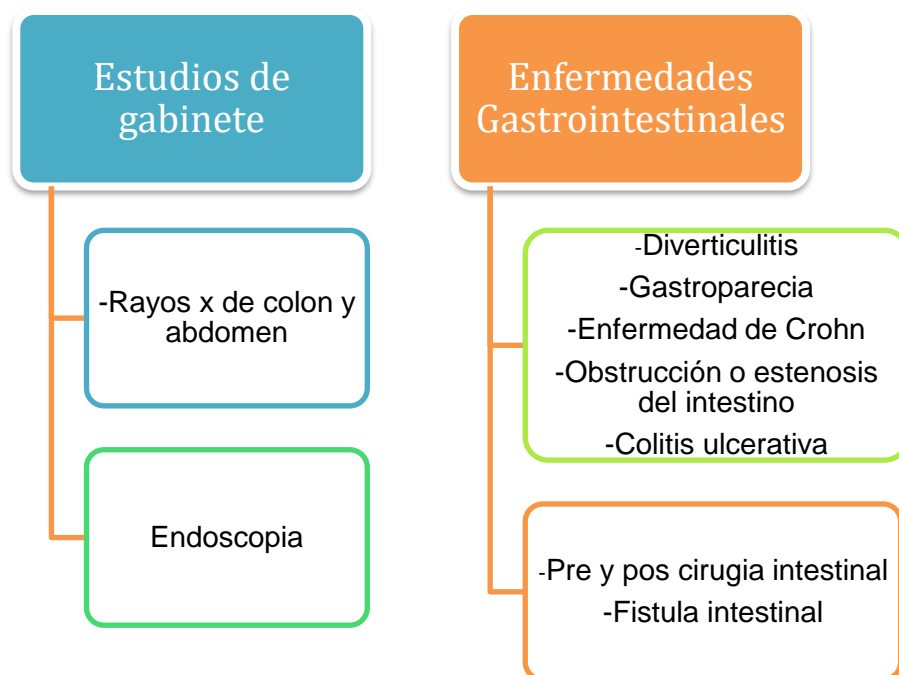 Estudios de
gabinete
-Rayos x de colon y
abdomen
Endoscopia
Enfermedades
Gastrointestinales
-Diverticulitis
-Gastroparecia
-Enfermedad de Crohn
-Obstrucción o estenosis
del intestino
-Colitis ulcerativa
-Pre y pos cirugia intestinal
-Fistula intestinal